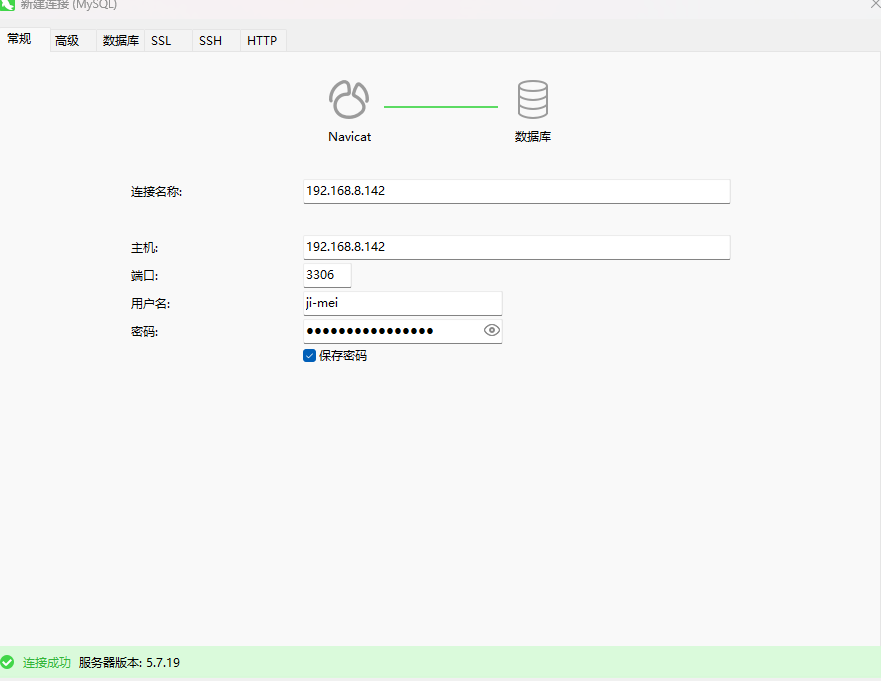 新建连接 (MySQL)
常规 高级 数据库 SSL SSH HTTP
Navicat 数据库
连接名称: 192.168.8.142
主机: 192.168.8.142
端口: 3306
用户名: ji-mei
密码: ●●●●●●●●●●●●●●●●
保存密码
连接成功 服务器版本: 5.7.19